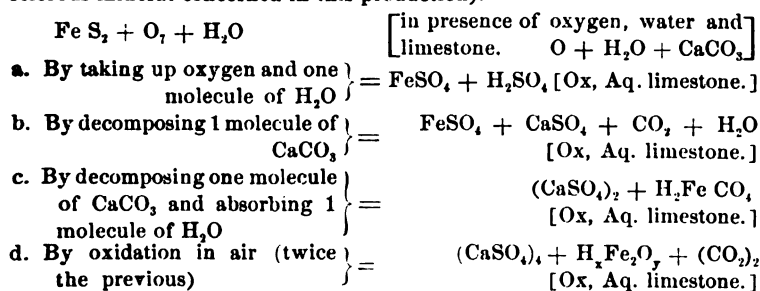 Fe S₂ + O₇ + H₂O [in presence of oxygen, water and
limestone. O + H₂O + CaCO₃]
a. By taking up oxygen and one
molecule of H₂O } = FeSO₄ + H₂SO₄ [Ox, Aq. limestone.]
b. By decomposing 1 molecule of
CaCO₃ } = FeSO₄ + CaSO₄ + CO₂ + H₂O
[Ox, Aq. limestone.]
c. By decomposing one molecule
of CaCO₃ and absorbing 1
molecule of H₂O } = (CaSO₄)₂ + H₂Fe CO₄
[Ox, Aq. limestone.]
d. By oxidation in air (twice
the previous) } = (CaSO₄)₄ + HₓFe₂Oᵧ + (CO₂)₂
[Ox, Aq. limestone.]